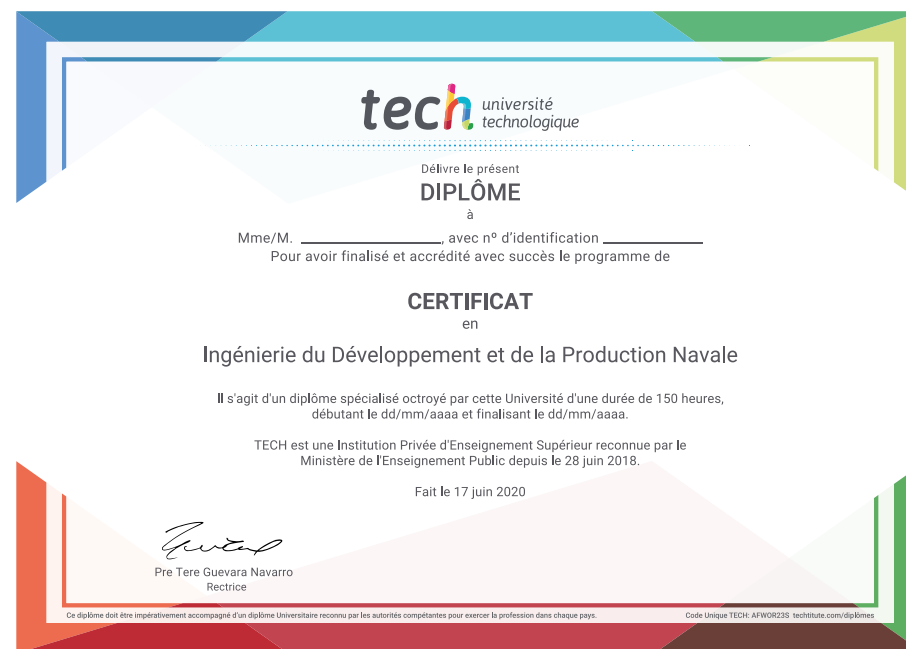 tech université
technologique
Délivre le présent
DIPLÔME
à
Mme/M. ____________________, avec nº d'identification ______________
Pour avoir finalisé et accrédité avec succès le programme de
CERTIFICAT
en
Ingénierie du Développement et de la Production Navale
Il s'agit d'un diplôme spécialisé octroyé par cette Université d'une durée de 150 heures,
débutant le dd/mm/aaaa et finalisant le dd/mm/aaaa.
TECH est une Institution Privée d'Enseignement Supérieur reconnue par le
Ministère de l'Enseignement Public depuis le 28 juin 2018.
Fait le 17 juin 2020
Pre Tere Guevara Navarro
Rectrice
Ce diplôme doit être impérativement accompagné d'un diplôme Universitaire reconnu par les autorités compétentes pour exercer la profession dans chaque pays. Code Unique TECH: AFWOR23S techtitute.com/diplômes